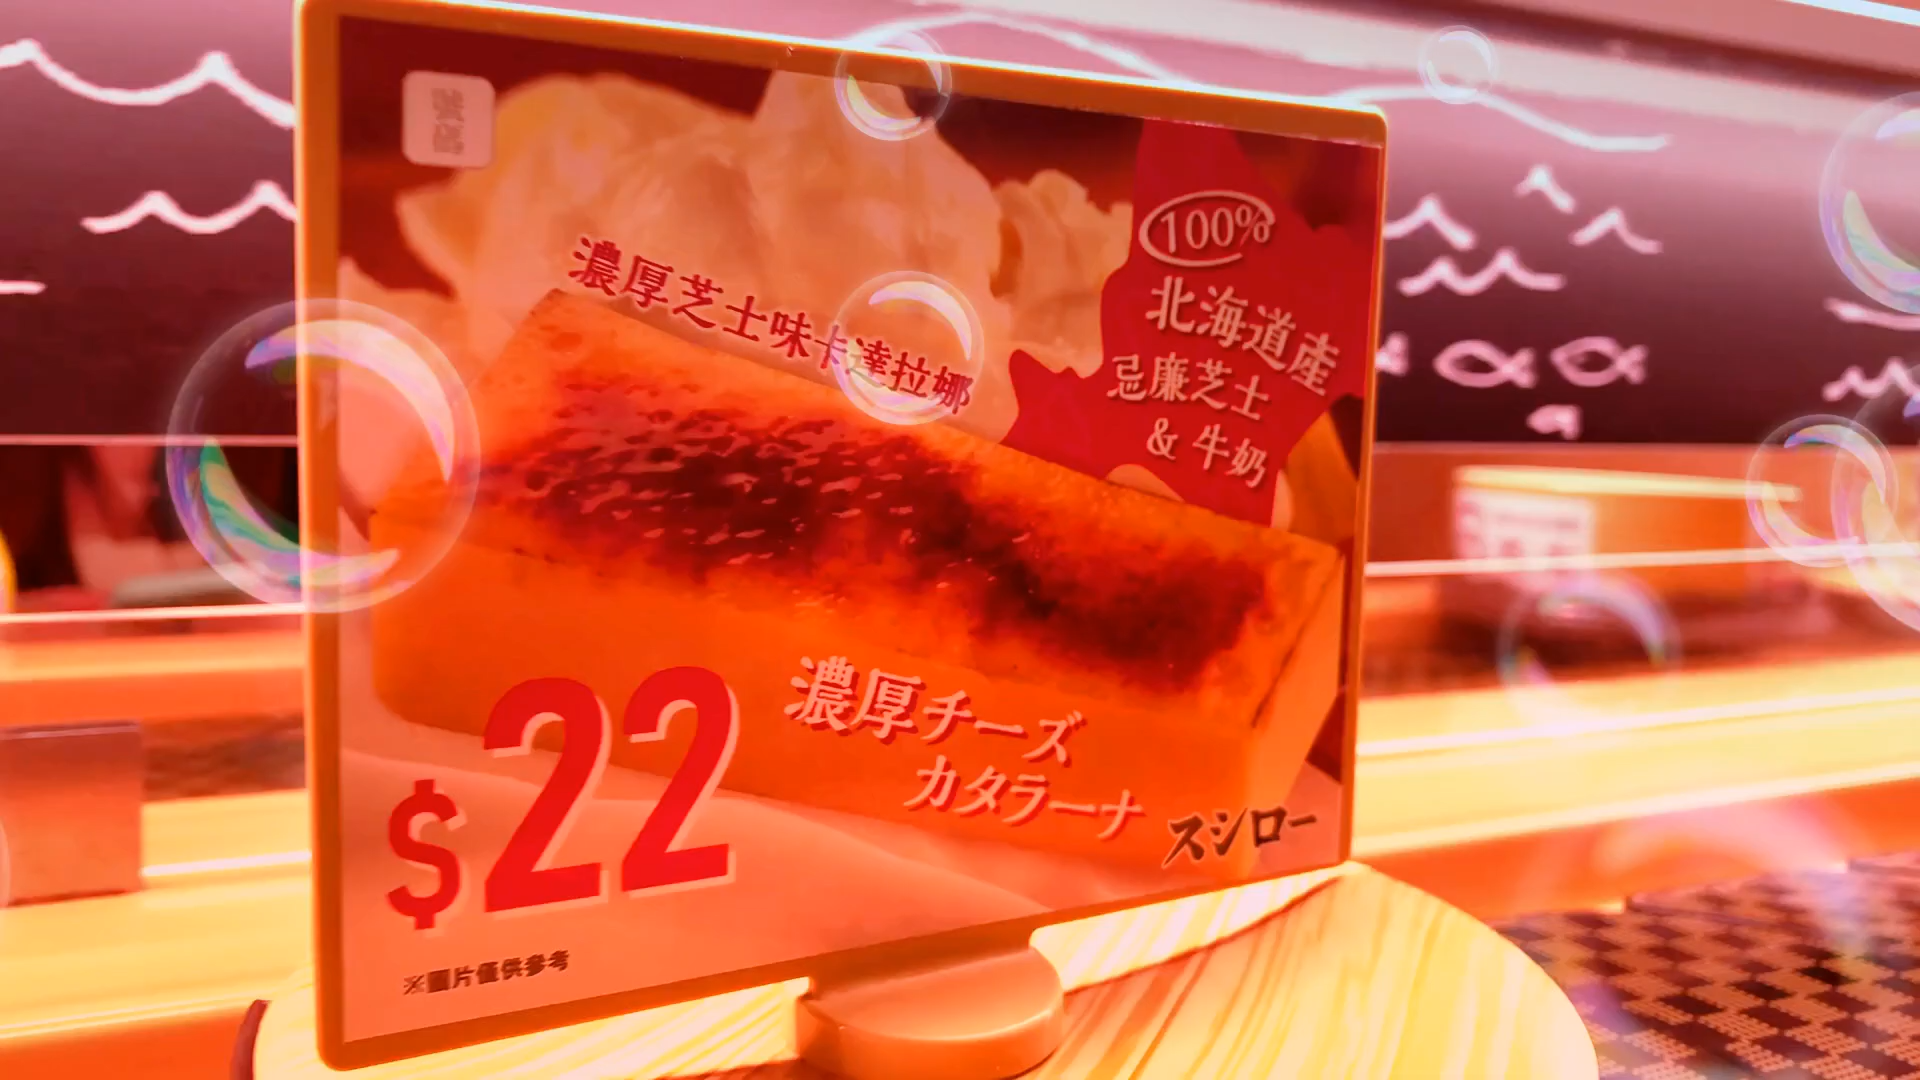 濃厚芝士味卡達拉娜
100%
北海道産
忌廉芝士
& 牛奶
濃厚チーズ
カタラーナ
スシロー
$22
※圖片僅供參考